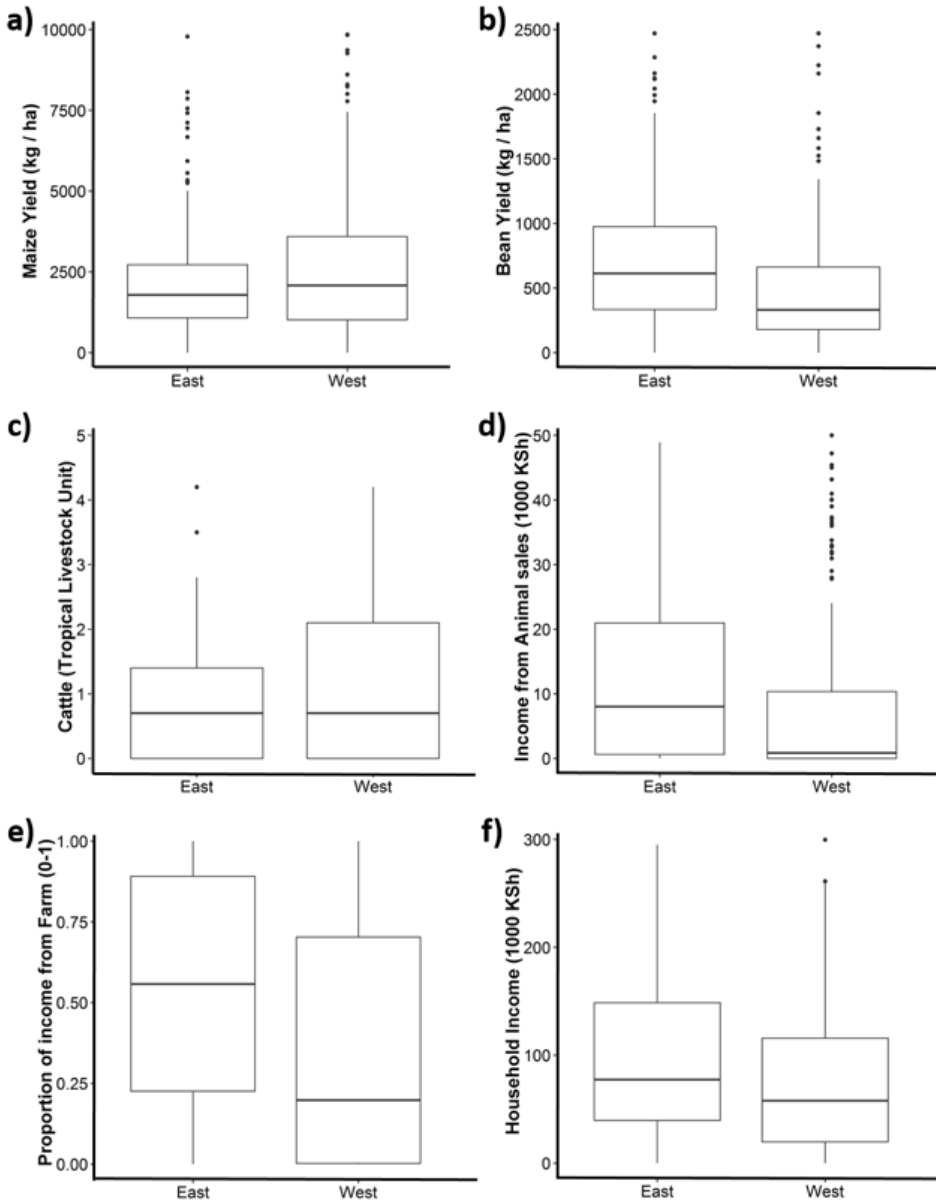 a)
Maize Yield (kg / ha)
10000
7500
5000
2500
0
East West
b)
Bean Yield (kg / ha)
2500
2000
1500
1000
500
0
East West
c)
Cattle (Tropical Livestock Unit)
5
4
3
2
1
0
East West
d)
Income from Animal sales (1000 KSh)
50
40
30
20
10
0
East West
e)
Proportion of income from Farm (0-1)
1.00
0.75
0.50
0.25
0.00
East West
f)
Household Income (1000 KSh)
300
200
100
0
East West